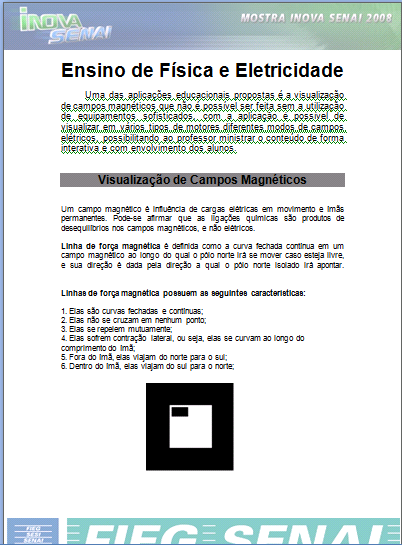 INOVA
SENAI
MOSTRA INOVA SENAI 2008
Ensino de Física e Eletricidade
Uma das aplicações educacionais propostas é a visualização
de campos magnéticos que não é possível ser feita sem a utilização
de equipamentos sofisticados, com a aplicação é possível de
visualizar em vários tipos de motores diferentes modos de campos
elétricos, possibilitando ao professor ministrar o conteúdo de forma
interativa e com envolvimento dos alunos.
Visualização de Campos Magnéticos
Um campo magnético é influência de cargas elétricas em movimento e Imãs
permanentes. Pode-se afirmar que as ligações químicas são produtos de
desequilíbrios nos campos magnéticos, e não elétricos.
Linha de força magnética é definida como a curva fechada continua em um
campo magnético ao longo do qual o pólo norte irá se mover caso esteja livre,
e sua direção é dada pela direção a qual o pólo norte isolado irá apontar.
Linhas de força magnética possuem as seguintes características:
1. Elas são curvas fechadas e continuas;
2. Elas não se cruzam em nenhum ponto;
3. Elas se repelem mutuamente;
4. Elas sofrem contração lateral, ou seja, elas se curvam ao longo do
comprimento do Imã;
5. Fora do Imã, elas viajam do norte para o sul;
6. Dentro do Imã, elas viajam do sul para o norte;
FIEG
SESI
SENAI
FIEG SENAI